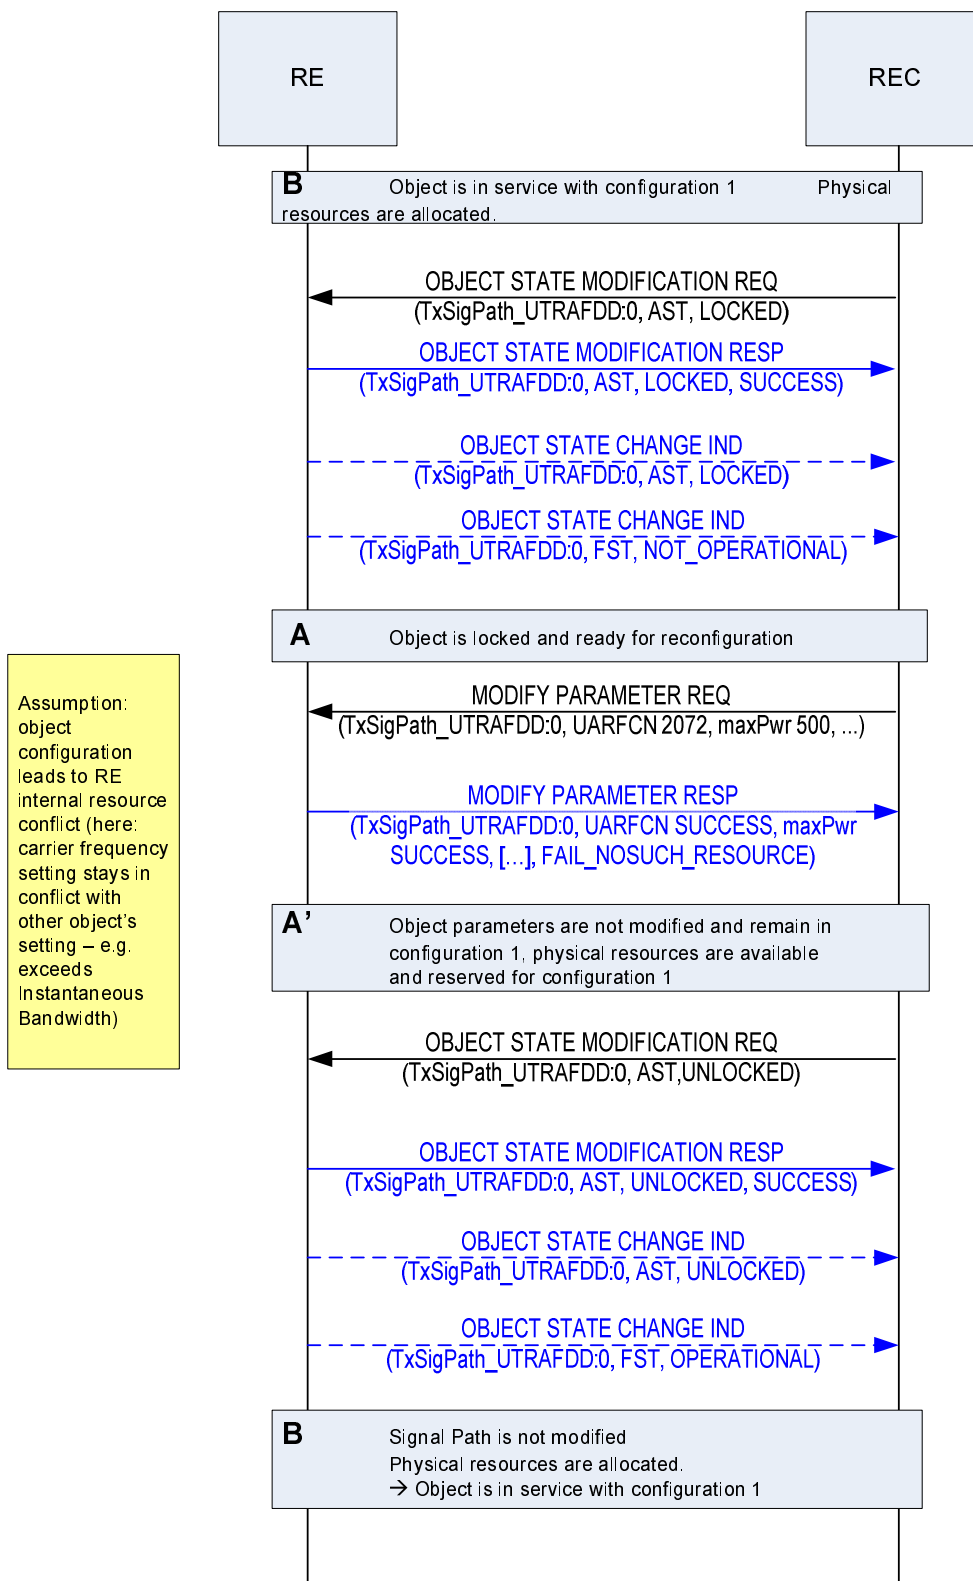 RE
REC
B Object is in service with configuration 1 Physical
resources are allocated.
OBJECT STATE MODIFICATION REQ
(TxSigPath_UTRAFDD:0, AST, LOCKED)
OBJECT STATE MODIFICATION RESP
(TxSigPath_UTRAFDD:0, AST, LOCKED, SUCCESS)
OBJECT STATE CHANGE IND
(TxSigPath_UTRAFDD:0, AST, LOCKED)
OBJECT STATE CHANGE IND
(TxSigPath_UTRAFDD:0, FST, NOT_OPERATIONAL)
A Object is locked and ready for reconfiguration
Assumption:
object
configuration
leads to RE
internal resource
conflict (here:
carrier frequency
setting stays in
conflict with
other object's
setting – e.g.
exceeds
Instantaneous
Bandwidth)
MODIFY PARAMETER REQ
(TxSigPath_UTRAFDD:0, UARFCN 2072, maxPwr 500, ...)
MODIFY PARAMETER RESP
(TxSigPath_UTRAFDD:0, UARFCN SUCCESS, maxPwr
SUCCESS, [...], FAIL_NOSUCH_RESOURCE)
A' Object parameters are not modified and remain in
configuration 1, physical resources are available
and reserved for configuration 1
OBJECT STATE MODIFICATION REQ
(TxSigPath_UTRAFDD:0, AST,UNLOCKED)
OBJECT STATE MODIFICATION RESP
(TxSigPath_UTRAFDD:0, AST, UNLOCKED, SUCCESS)
OBJECT STATE CHANGE IND
(TxSigPath_UTRAFDD:0, AST, UNLOCKED)
OBJECT STATE CHANGE IND
(TxSigPath_UTRAFDD:0, FST, OPERATIONAL)
B Signal Path is not modified
Physical resources are allocated.
→ Object is in service with configuration 1